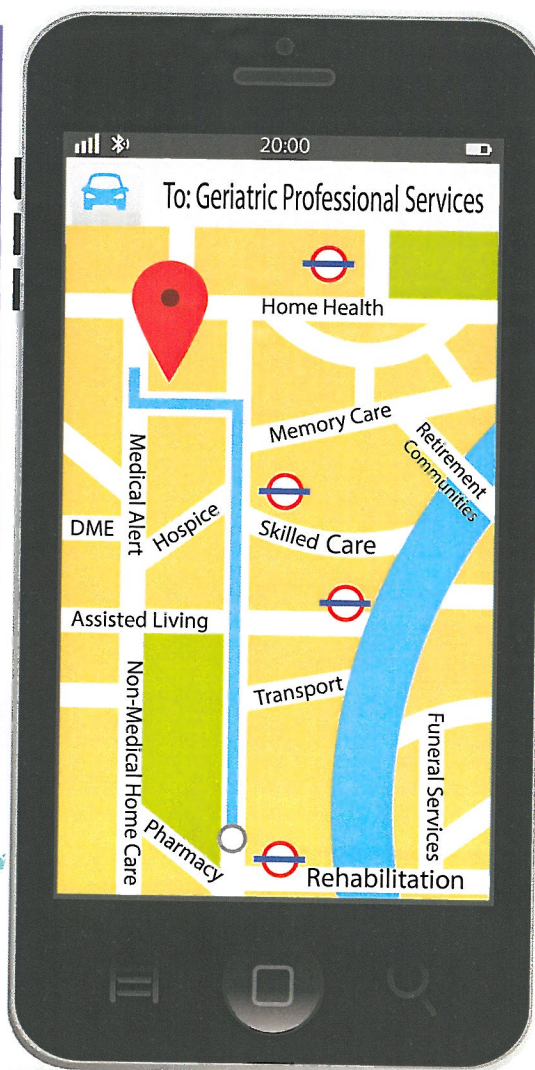 20:00
To: Geriatric Professional Services
Home Health
Memory Care
Retirement
Communities
Medical Alert
Hospice
DME
Skilled Care
Assisted Living
Transport
Non-Medical Home Care
Funeral Services
Pharmacy
Rehabilitation